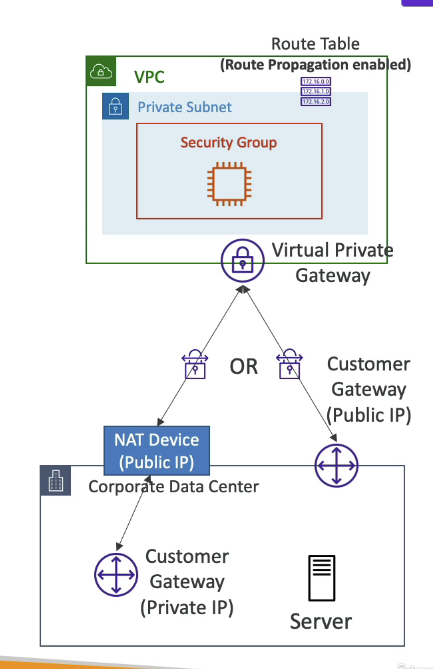 Route Table
(Route Propagation enabled)
172.16.0.0
172.16.1.0
172.16.2.0
VPC
Private Subnet
Security Group
Virtual Private
Gateway
OR
Customer
Gateway
(Public IP)
NAT Device
(Public IP)
Corporate Data Center
Customer
Gateway
(Private IP)
Server